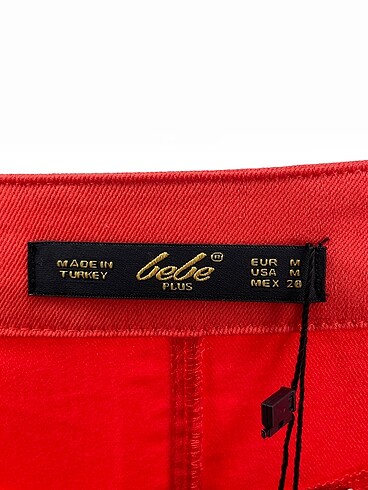 MADE IN
TURKEY
bebe
PLUS
EUR M
USA M
MEX 28